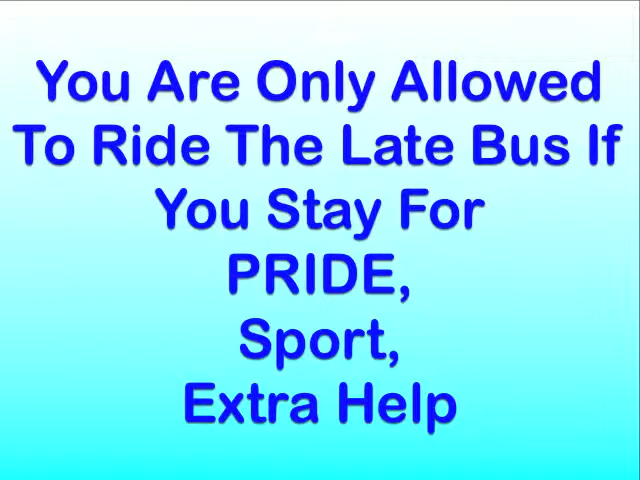 You Are Only Allowed
To Ride The Late Bus If
You Stay For
PRIDE,
Sport,
Extra Help